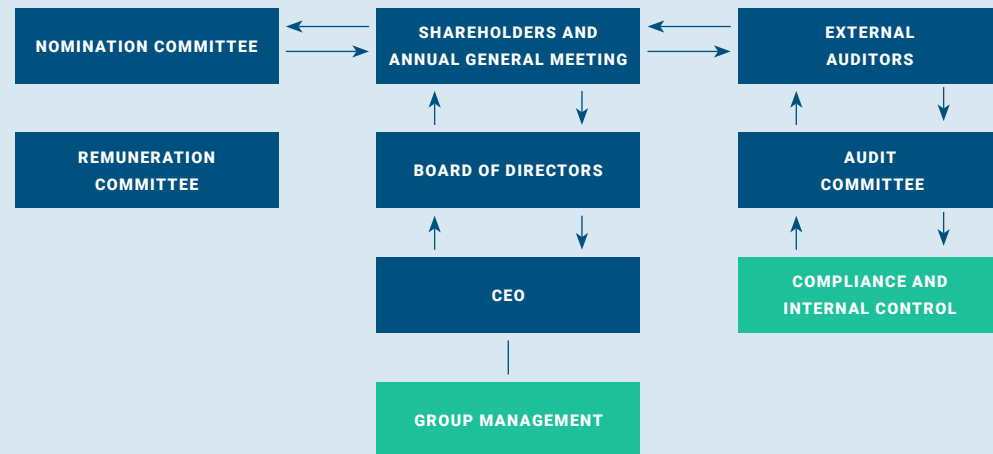 NOMINATION COMMITTEE
SHAREHOLDERS AND
ANNUAL GENERAL MEETING
EXTERNAL
AUDITORS
REMUNERATION
COMMITTEE
BOARD OF DIRECTORS
AUDIT
COMMITTEE
CEO
COMPLIANCE AND
INTERNAL CONTROL
GROUP MANAGEMENT